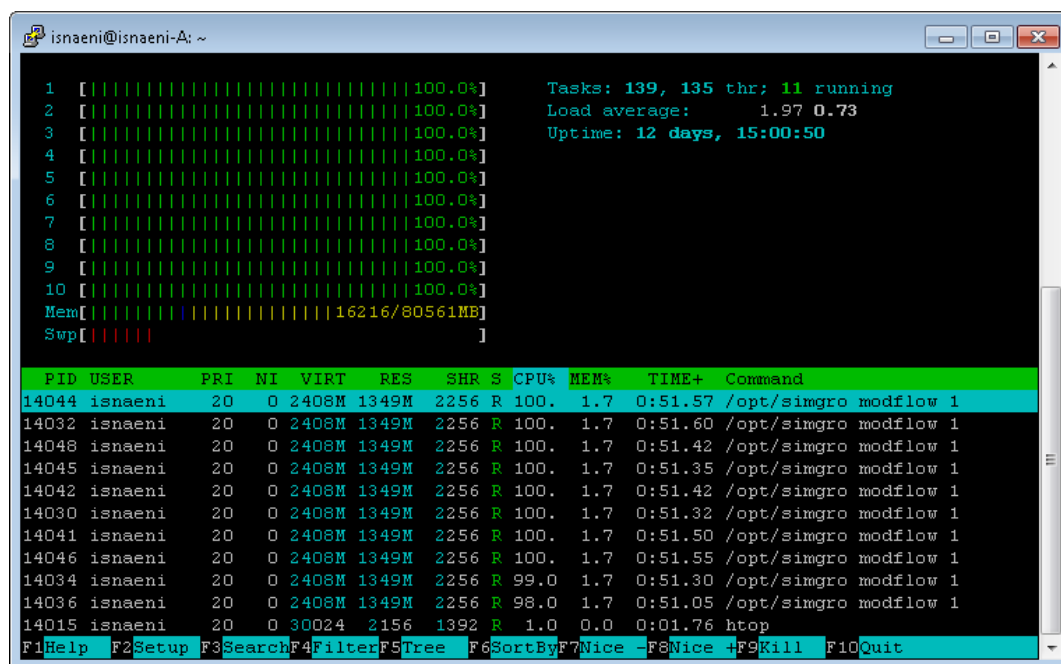 isnaeni@isnaeni-A: ~
1 [||||||||||||||||||||||||||||||100.0%] Tasks: 139, 135 thr; 11 running
2 [||||||||||||||||||||||||||||||100.0%] Load average: 1.97 0.73
3 [||||||||||||||||||||||||||||||100.0%] Uptime: 12 days, 15:00:50
4 [||||||||||||||||||||||||||||||100.0%]
5 [||||||||||||||||||||||||||||||100.0%]
6 [||||||||||||||||||||||||||||||100.0%]
7 [||||||||||||||||||||||||||||||100.0%]
8 [||||||||||||||||||||||||||||||100.0%]
9 [||||||||||||||||||||||||||||||100.0%]
10 [||||||||||||||||||||||||||||||100.0%]
Mem[||||||||||||||||||||||16216/80561MB]
Swp[|||||| ]
PID USER PRI NI VIRT RES SHR S CPU% MEM% TIME+ Command
14044 isnaeni 20 0 2408M 1349M 2256 R 100. 1.7 0:51.57 /opt/simgro modflow 1
14032 isnaeni 20 0 2408M 1349M 2256 R 100. 1.7 0:51.60 /opt/simgro modflow 1
14048 isnaeni 20 0 2408M 1349M 2256 R 100. 1.7 0:51.42 /opt/simgro modflow 1
14045 isnaeni 20 0 2408M 1349M 2256 R 100. 1.7 0:51.35 /opt/simgro modflow 1
14042 isnaeni 20 0 2408M 1349M 2256 R 100. 1.7 0:51.42 /opt/simgro modflow 1
14030 isnaeni 20 0 2408M 1349M 2256 R 100. 1.7 0:51.32 /opt/simgro modflow 1
14041 isnaeni 20 0 2408M 1349M 2256 R 100. 1.7 0:51.50 /opt/simgro modflow 1
14046 isnaeni 20 0 2408M 1349M 2256 R 100. 1.7 0:51.55 /opt/simgro modflow 1
14034 isnaeni 20 0 2408M 1349M 2256 R 99.0 1.7 0:51.30 /opt/simgro modflow 1
14036 isnaeni 20 0 2408M 1349M 2256 R 98.0 1.7 0:51.05 /opt/simgro modflow 1
14015 isnaeni 20 0 30024 2156 1392 R 1.0 0.0 0:01.76 htop
F1Help F2Setup F3SearchF4FilterF5Tree F6SortByF7Nice -F8Nice +F9Kill F10Quit